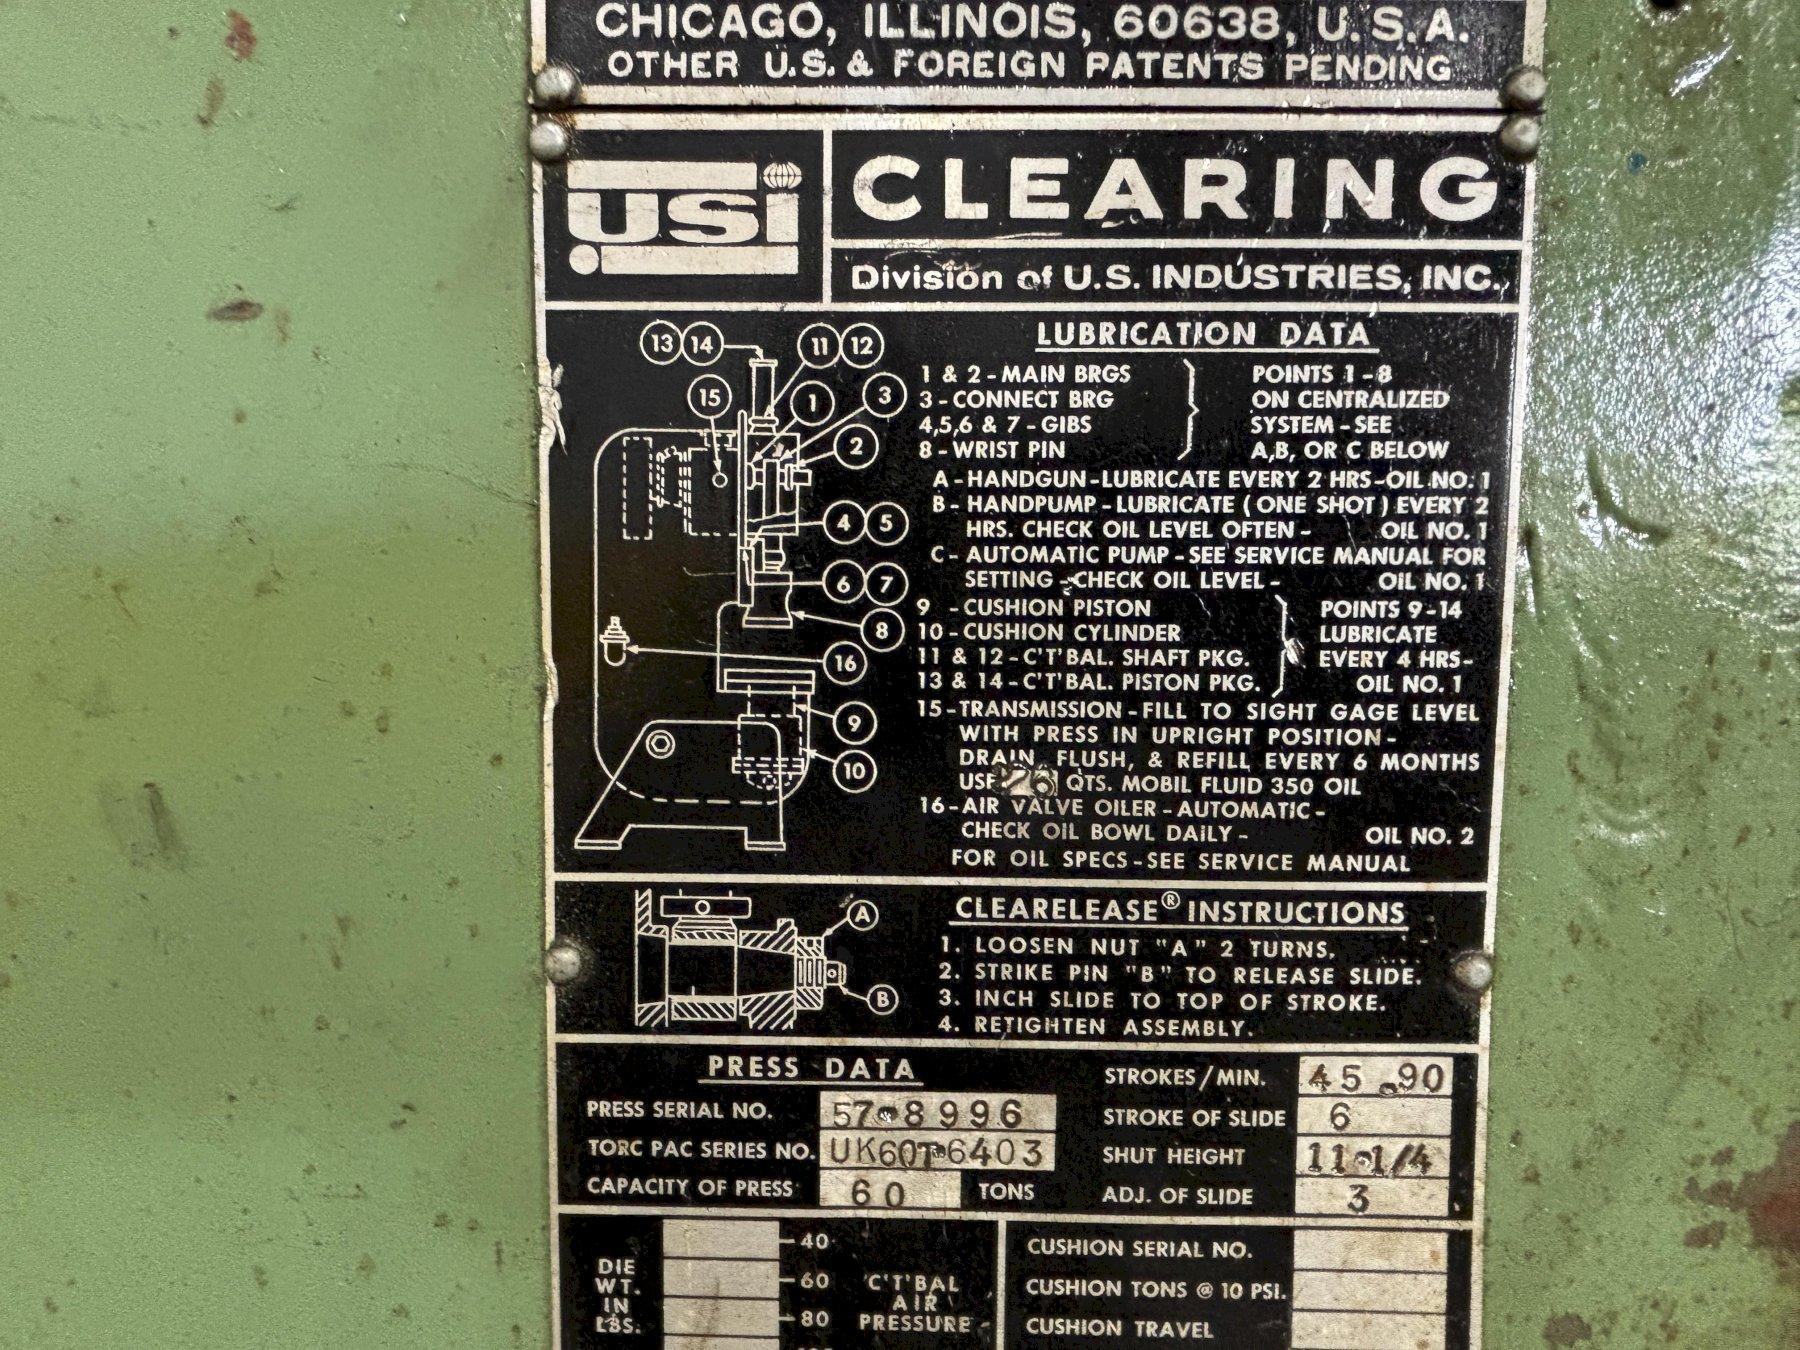 CHICAGO, ILLINOIS, 60638, U.S.A.
OTHER U.S. & FOREIGN PATENTS PENDING
USI
CLEARING
Division of U.S. INDUSTRIES, INC.
LUBRICATION DATA
1 & 2 - MAIN BRGS
3 - CONNECT BRG
4,5,6 & 7 - GIBS
8 - WRIST PIN
POINTS 1 - 8
ON CENTRALIZED
SYSTEM - SEE
A,B, OR C BELOW
A - HANDGUN - LUBRICATE EVERY 2 HRS - OIL NO. 1
B - HANDPUMP - LUBRICATE (ONE SHOT) EVERY 2
HRS. CHECK OIL LEVEL OFTEN - OIL NO. 1
C - AUTOMATIC PUMP - SEE SERVICE MANUAL FOR
SETTING - CHECK OIL LEVEL - OIL NO. 1
9 - CUSHION PISTON
10 - CUSHION CYLINDER
11 & 12 - C'T'BAL. SHAFT PKG.
13 & 14 - C'T'BAL. PISTON PKG.
POINTS 9-14
LUBRICATE
EVERY 4 HRS-
OIL NO. 1
15 - TRANSMISSION - FILL TO SIGHT GAGE LEVEL
WITH PRESS IN UPRIGHT POSITION -
DRAIN, FLUSH, & REFILL EVERY 6 MONTHS
USE QTS. MOBIL FLUID 350 OIL
16 - AIR VALVE OILER - AUTOMATIC -
CHECK OIL BOWL DAILY - OIL NO. 2
FOR OIL SPECS - SEE SERVICE MANUAL
13 14
11 12
15
1
3
2
4 5
6 7
8
16
9
10
CLEARELEASE® INSTRUCTIONS
1. LOOSEN NUT "A" 2 TURNS.
2. STRIKE PIN "B" TO RELEASE SLIDE.
3. INCH SLIDE TO TOP OF STROKE.
4. RETIGHTEN ASSEMBLY.
A
B
PRESS DATA
PRESS SERIAL NO. 57-8996
TORC PAC SERIES NO. UK60T-6403
CAPACITY OF PRESS 60 TONS
STROKES/MIN. 45-90
STROKE OF SLIDE 6
SHUT HEIGHT 11-1/4
ADJ. OF SLIDE 3
DIE
WT.
IN
LBS.
40
60
80
C'T'BAL
AIR
PRESSURE -
CUSHION SERIAL NO.
CUSHION TONS @ 10 PSI.
CUSHION TRAVEL